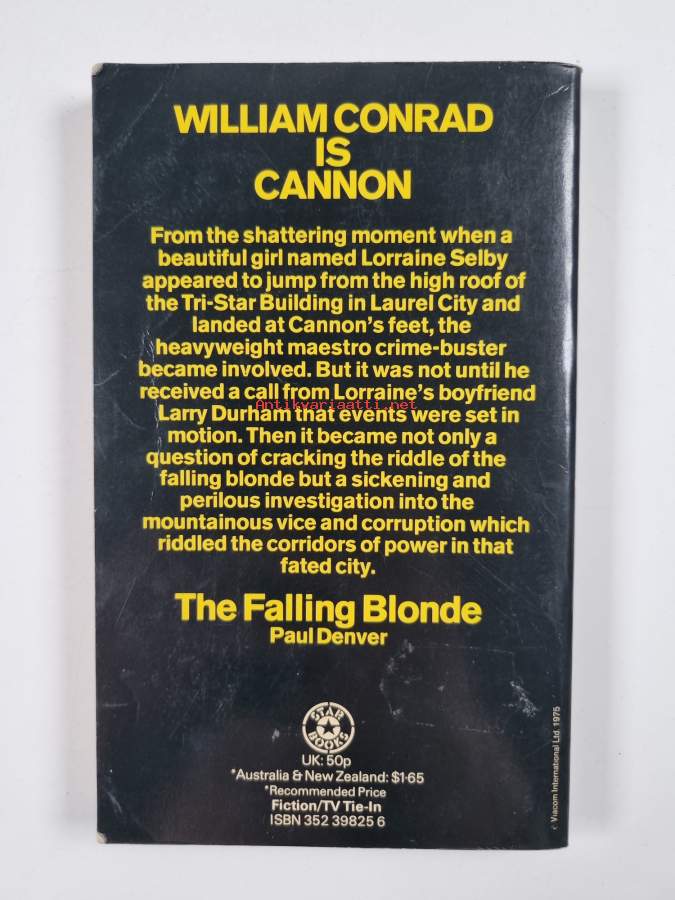 WILLIAM CONRAD
IS
CANNON
From the shattering moment when a
beautiful girl named Lorraine Selby
appeared to jump from the high roof of
the Tri-Star Building in Laurel City and
landed at Cannon's feet, the
heavyweight maestro crime-buster
became involved. But it was not until he
received a call from Lorraine's boyfriend
Antikvariaatti.net
Larry Durham that events were set in
motion. Then it became not only a
question of cracking the riddle of the
falling blonde but a sickening and
perilous investigation into the
mountainous vice and corruption which
riddled the corridors of power in that
fated city.
The Falling Blonde
Paul Denver
STAR
BOOKS
UK: 50p
*Australia & New Zealand: $1·65
*Recommended Price
Fiction/TV Tie-In
ISBN 352 39825 6
© Viacom International Ltd. 1975